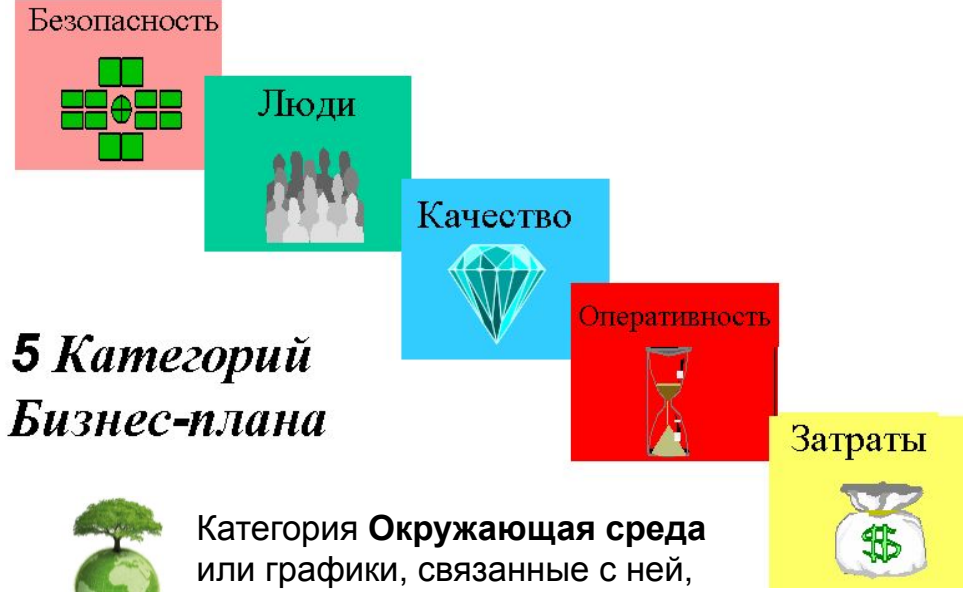 Безопасность
Люди
Качество
Оперативность
Затраты
5 Категорий
Бизнес-плана
Категория Окружающая среда
или графики, связанные с ней,